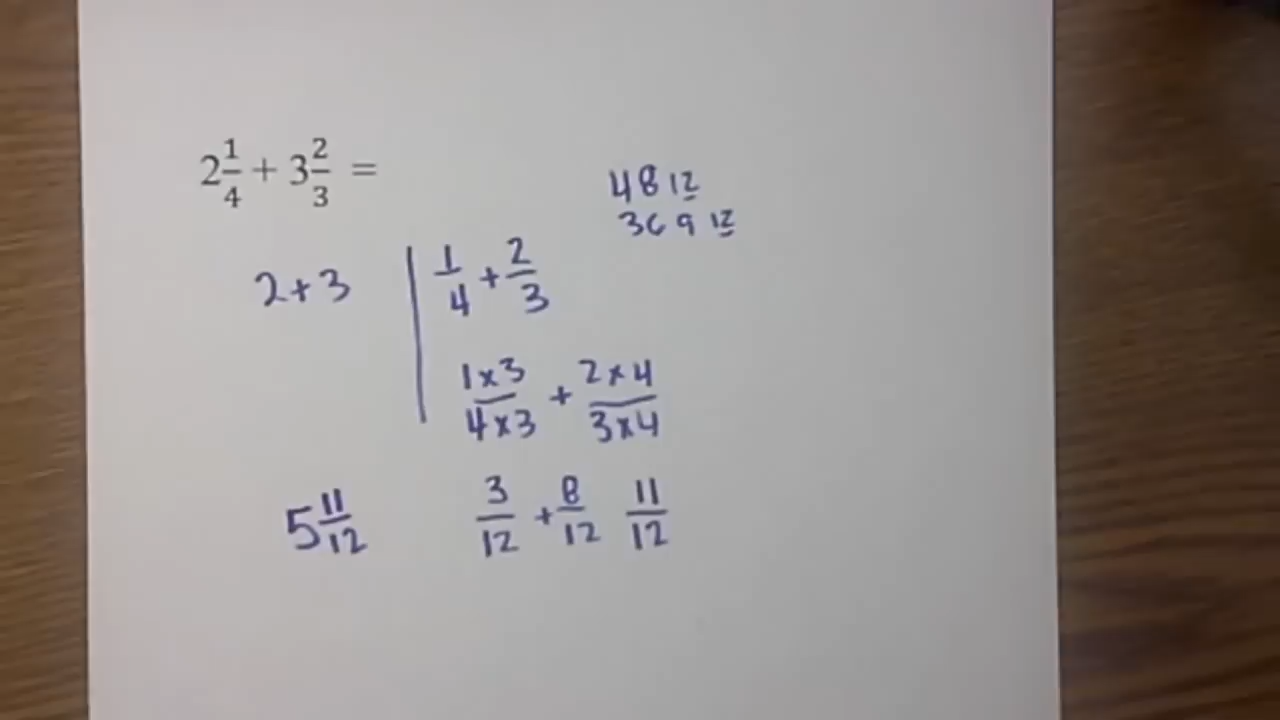 2 1/4 + 3 2/3 =
4 8 12
3 6 9 12
2 + 3 | 1/4 + 2/3
1 x 3 / 4 x 3 + 2 x 4 / 3 x 4
5 11/12 3/12 + 8/12 11/12